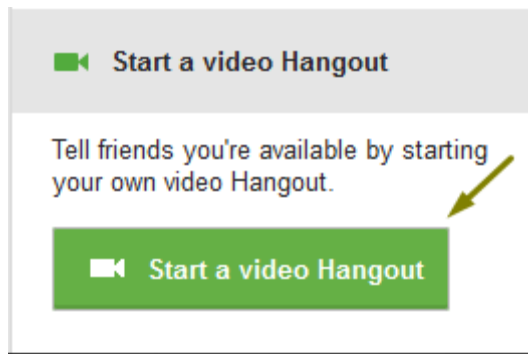 Start a video Hangout
Tell friends you're available by starting
your own video Hangout.
Start a video Hangout